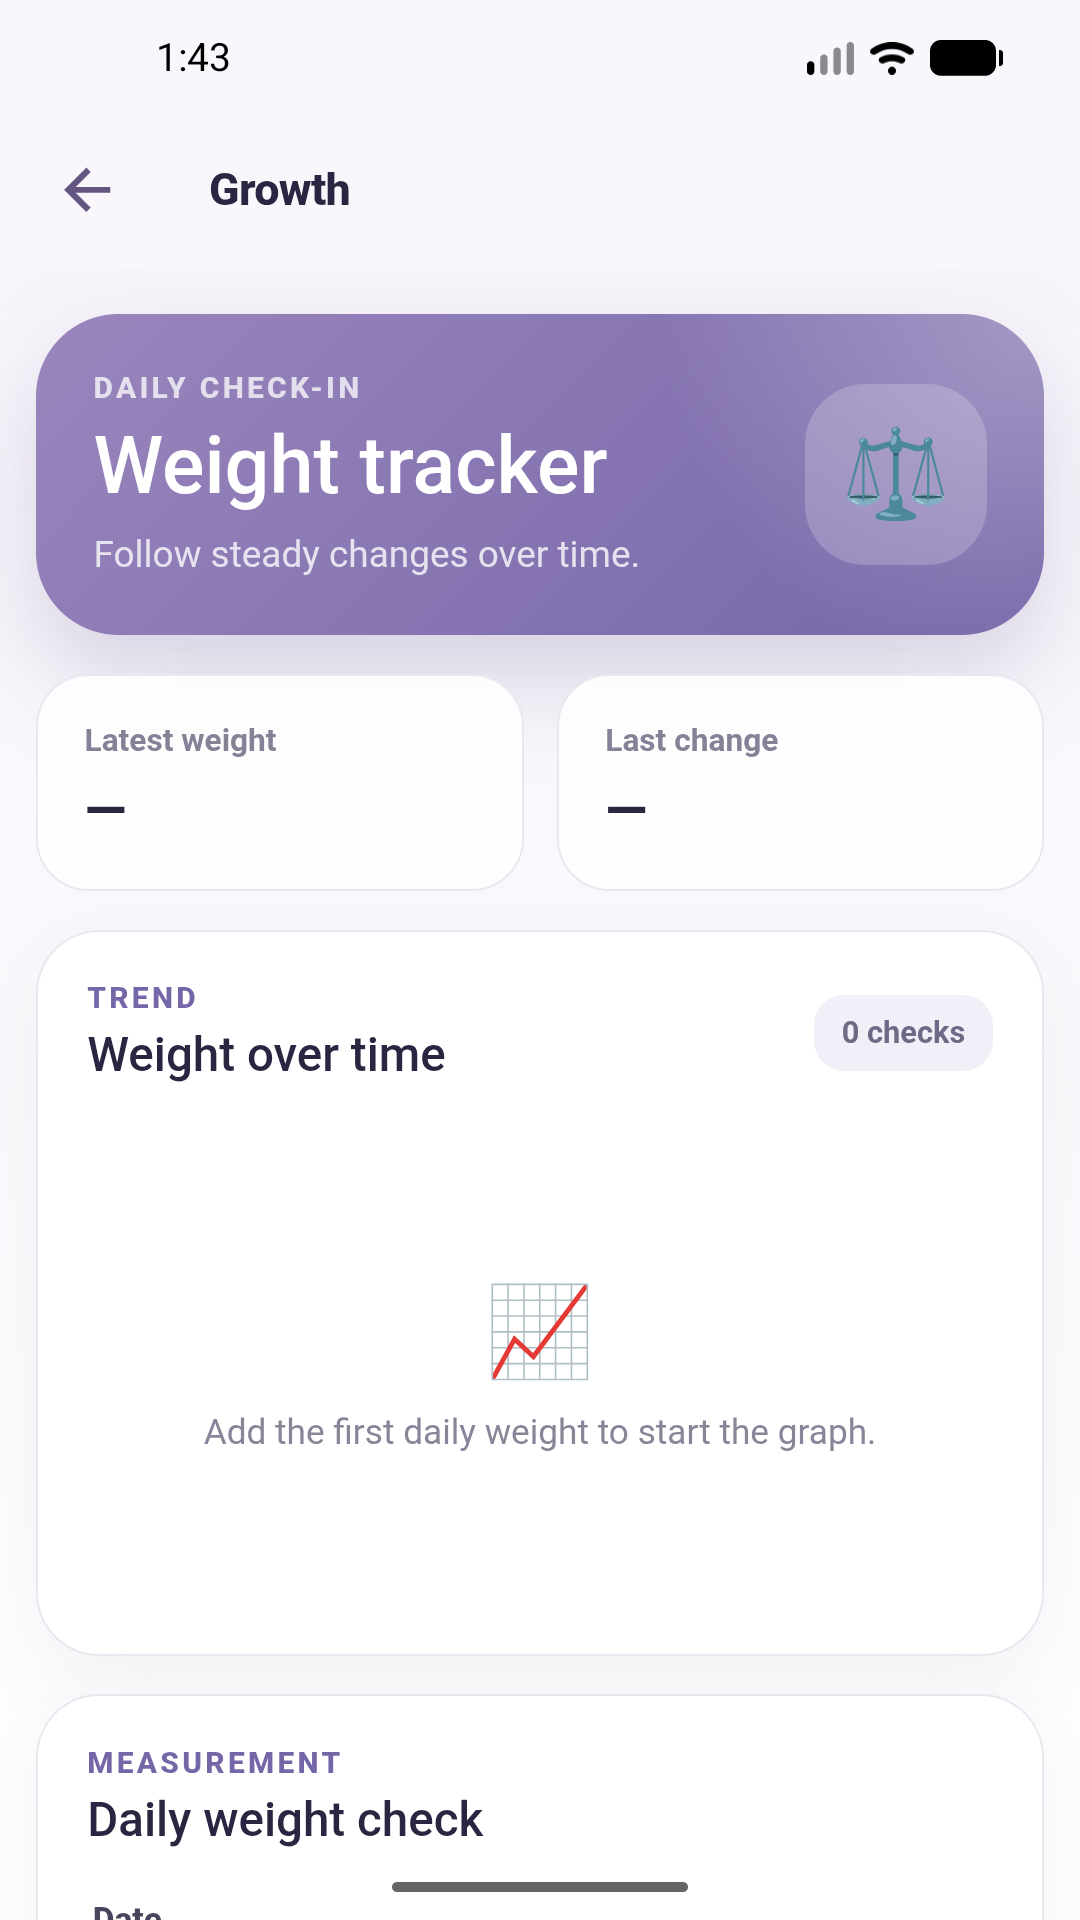 1:43
Growth
DAILY CHECK-IN
Weight tracker
Follow steady changes over time.
Latest weight
—
Last change
—
TREND
Weight over time
0 checks
Add the first daily weight to start the graph.
MEASUREMENT
Daily weight check
Date